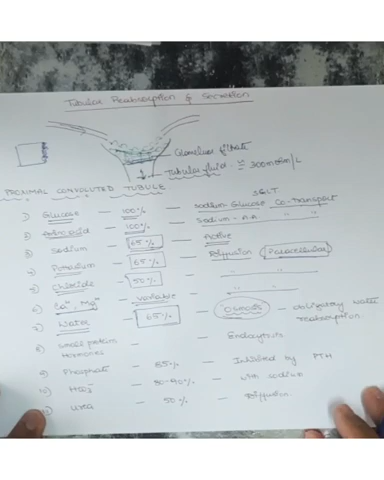 Tubular Reabsorption & Secretion
Glomerular filtrate
Tubular fluid = 300 mOsm/L
PROXIMAL CONVOLUTED TUBULE
SGLT
1) Glucose — 100% — Sodium-Glucose Co-transport
2) Amino acid — 100% — Sodium - A.A " "
3) Sodium — 65% — Active
4) Potassium — 65% — Diffusion (Paracellular)
5) Chloride — 50% — " "
6) Ca++, Mg++ — variable — " "
7) Water — 65% — Osmosis — obligatory water reabsorption
8) small protein — Endocytosis
Hormones
9) Phosphate — 85% — Inhibited by PTH
10) HCO3- — 80-90% — with sodium
11) Urea — 50% — Diffusion